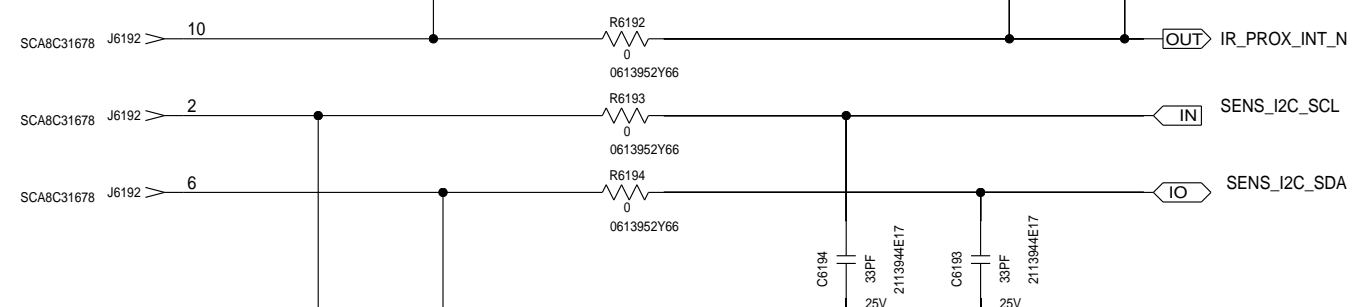 R6192
10
SCA8C31678 J6192
OUT IR_PROX_INT_N
0
0613952Y66
R6193
2
SCA8C31678 J6192
IN SENS_I2C_SCL
0
0613952Y66
R6194
6
SCA8C31678 J6192
IO SENS_I2C_SDA
0
0613952Y66
C6194
33PF
2113944E17
25V
C6193
33PF
2113944E17
25V